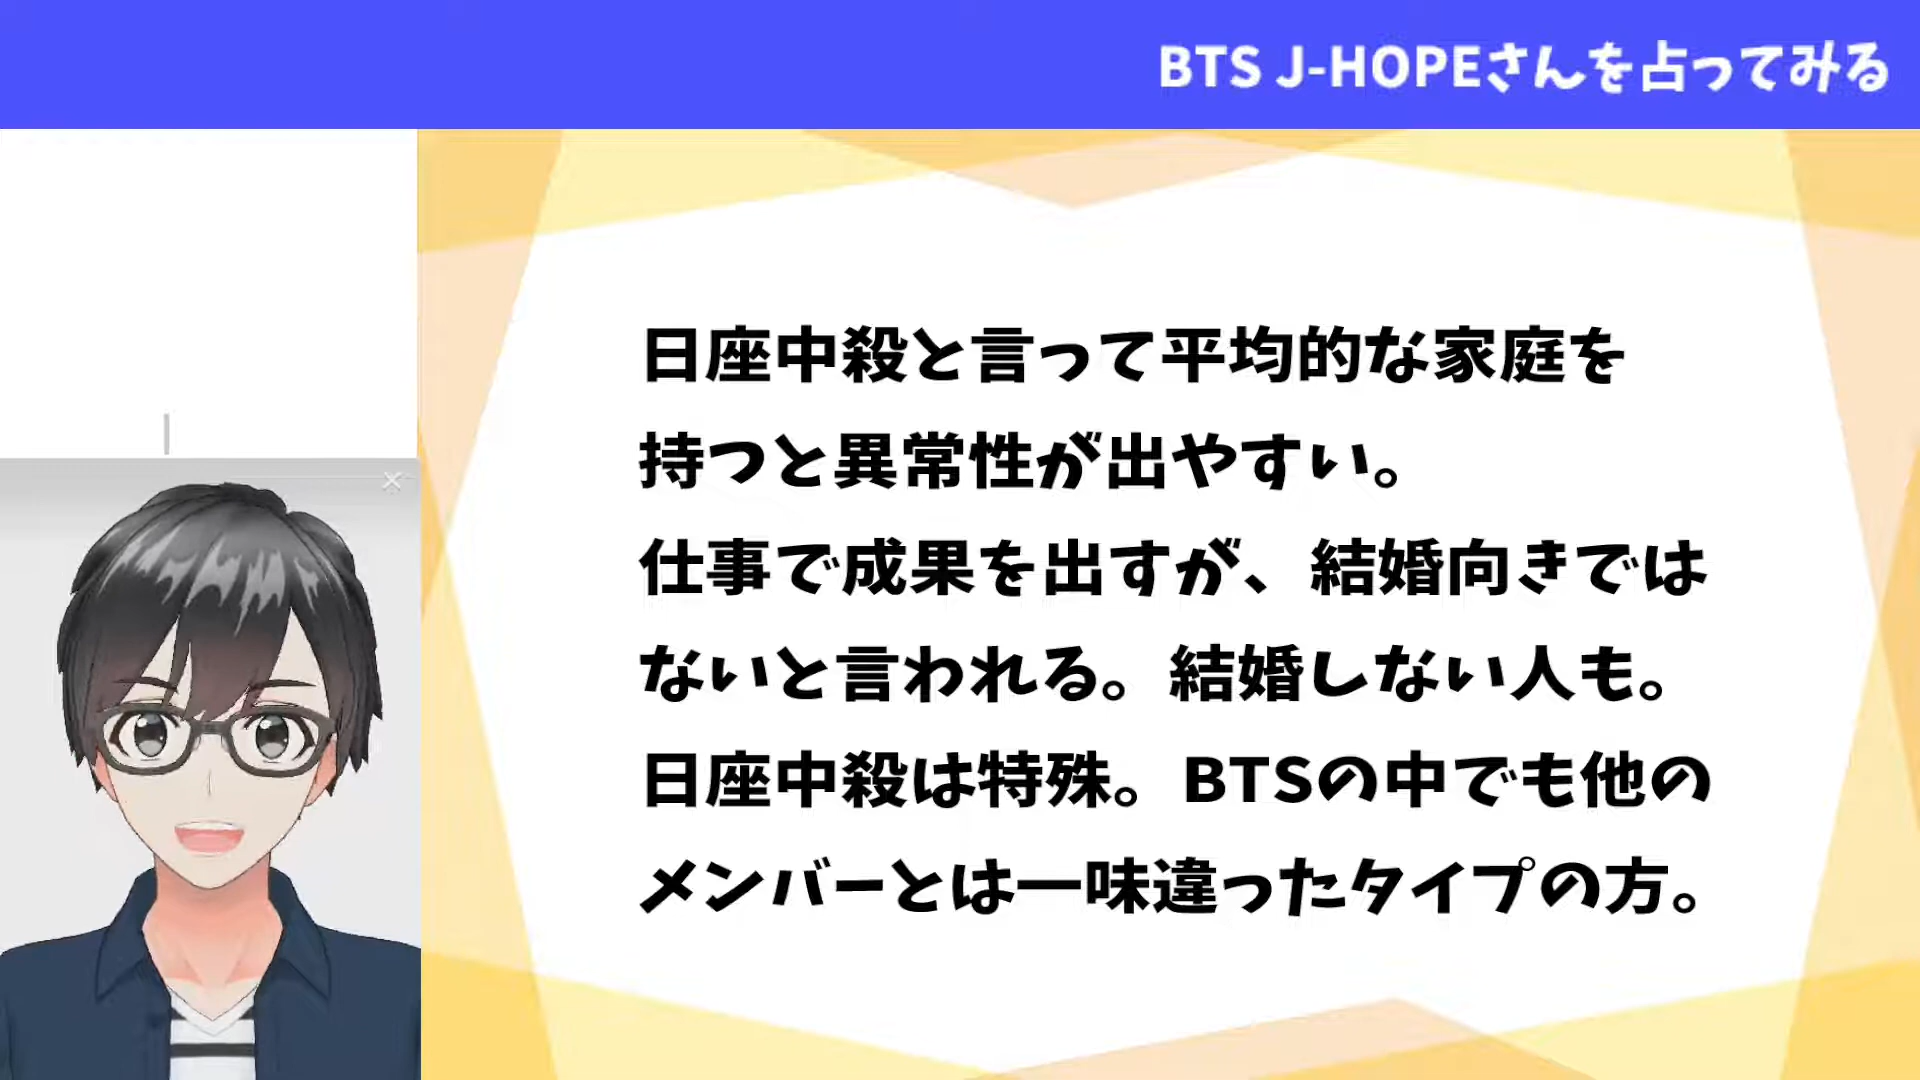 BTS J-HOPEさんを占ってみる
日座中殺と言って平均的な家庭を
持つと異常性が出やすい。
仕事で成果を出すが、結婚向きでは
ないと言われる。結婚しない人も。
日座中殺は特殊。BTSの中でも他の
メンバーとは一味違ったタイプの方。